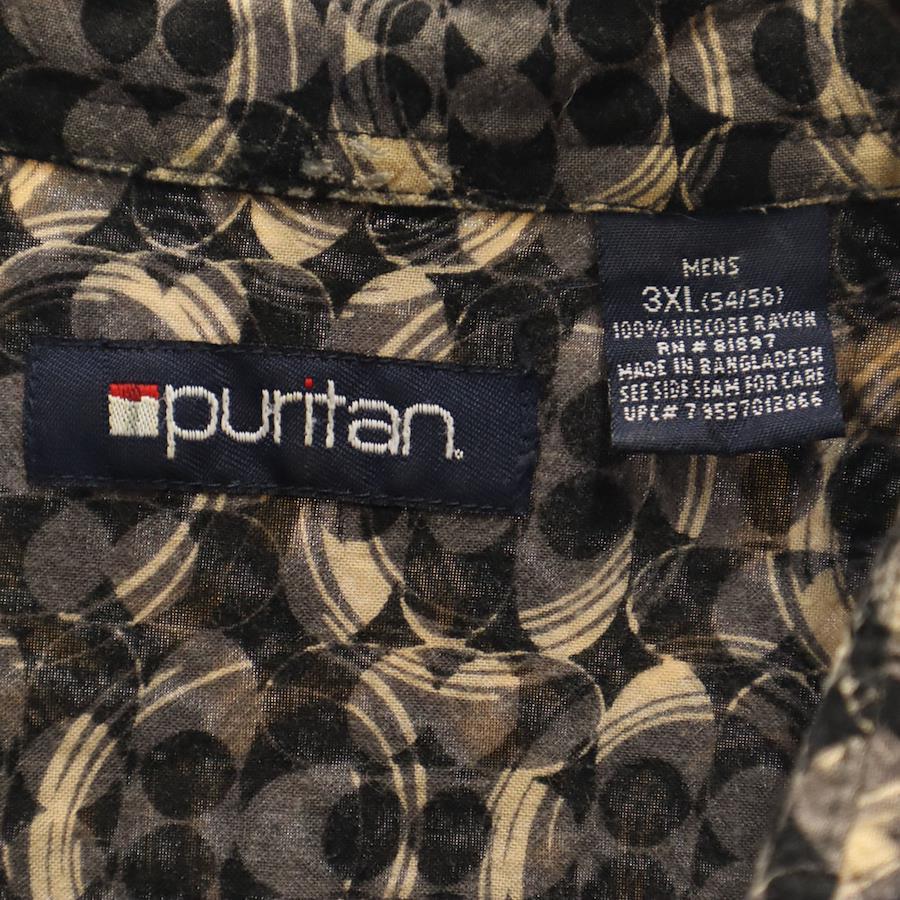 puritan.
MENS
3XL (54/56)
100% VISCOSE RAYON
RN # 81897
MADE IN BANGLADESH
SEE SIDE SEAM FOR CARE
UPC# 7 9557012866